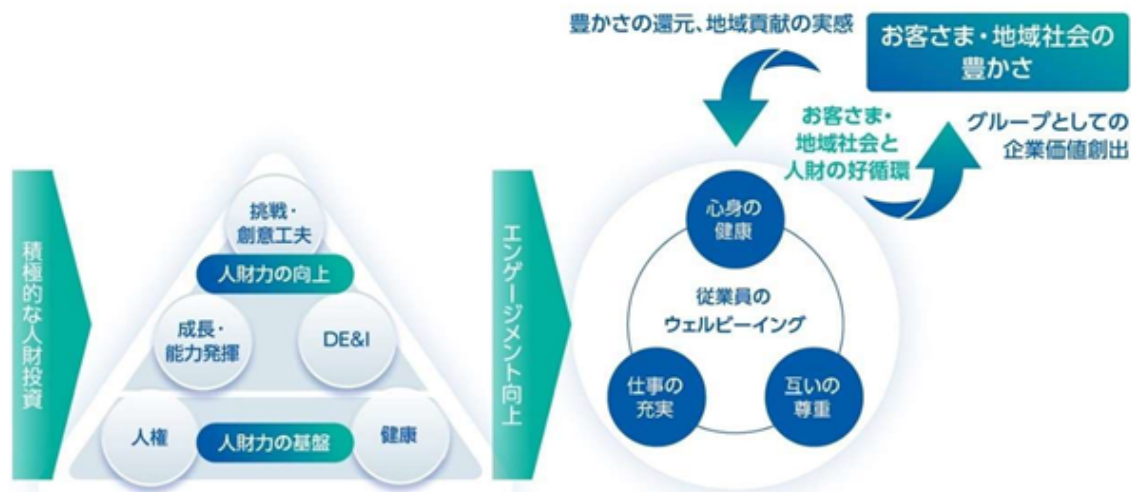 積極的な人財投資
挑戦・
創意工夫
人財力の向上
成長・
能力発揮
DE&I
人権
人財力の基盤
健康
エンゲージメント向上
豊かさの還元、地域貢献の実感
お客さま・地域社会の
豊かさ
お客さま・
地域社会と
人財の好循環
グループとしての
企業価値創出
心身の
健康
従業員の
ウェルビーイング
仕事の
充実
互いの
尊重